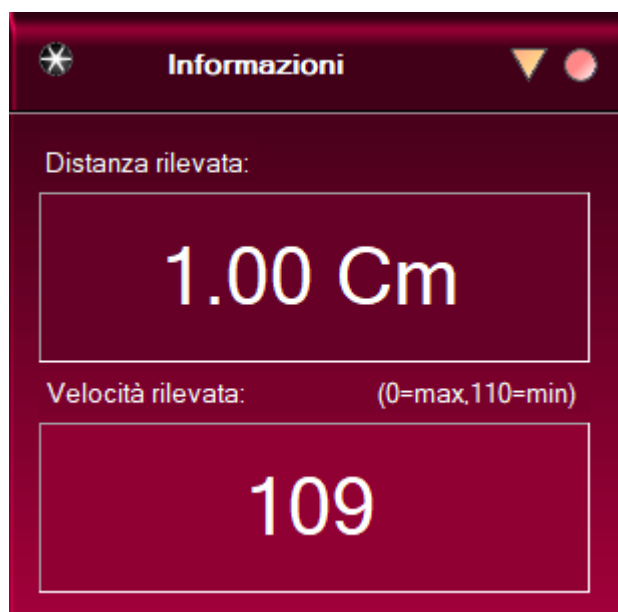 Informazioni
Distanza rilevata:
1.00 Cm
Velocità rilevata: (0=max,110=min)
109